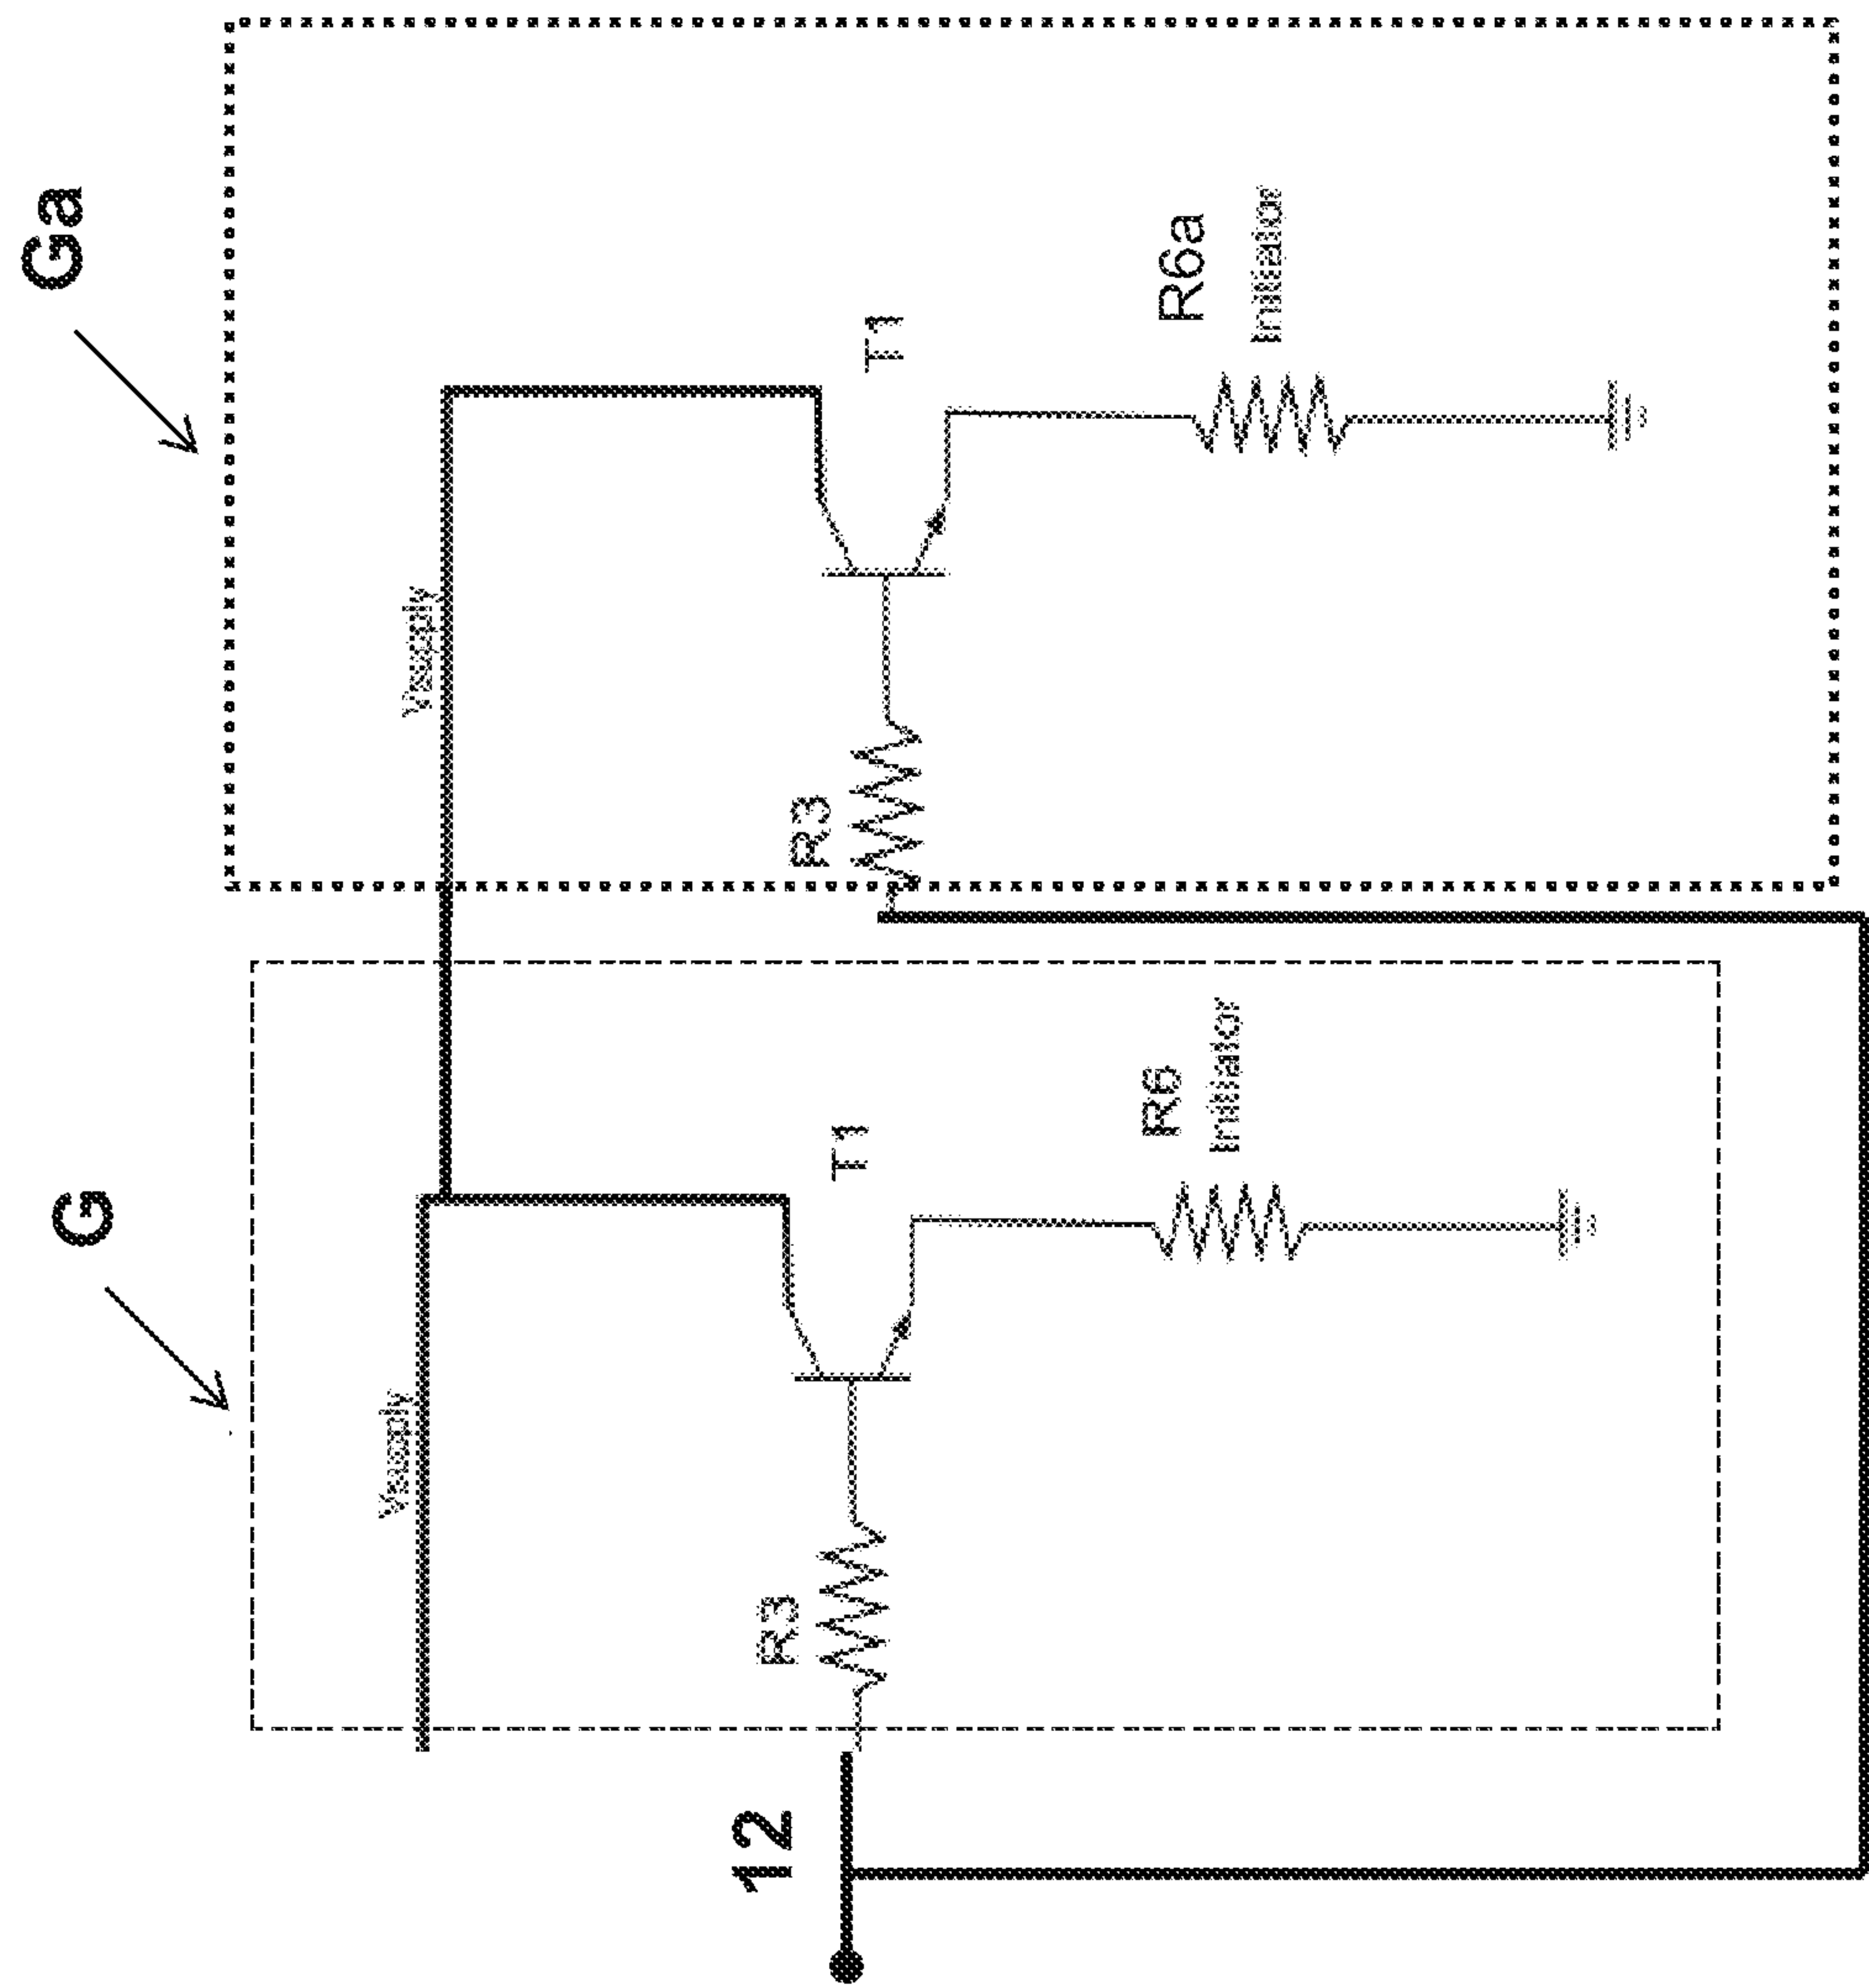 G
Ga
Vsupply
Vsupply
R3
T1
R3
T1
12
R6
Initiator
R6a
Initiator